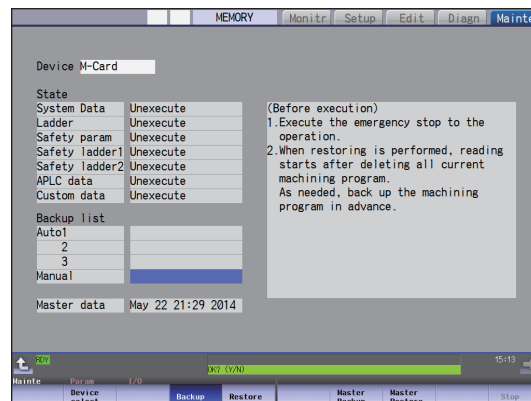 MEMORY Monitr Setup Edit Diagn Mainte
Device M-Card
State
System Data Unexecute
Ladder Unexecute
Safety param Unexecute
Safety ladder1 Unexecute
Safety ladder2 Unexecute
APLC data Unexecute
Custom data Unexecute
(Before execution)
1.Execute the emergency stop to the
operation.
2.When restoring is performed, reading
starts after deleting all current
machining program.
As needed, back up the machining
program in advance.
Backup list
Auto1
2
3
Manual
Master data May 22 21:29 2014
RDY 15:13
OK? (Y/N)
Mainte Param I/O
Device select Backup Restore Master Backup Master Restore Stop